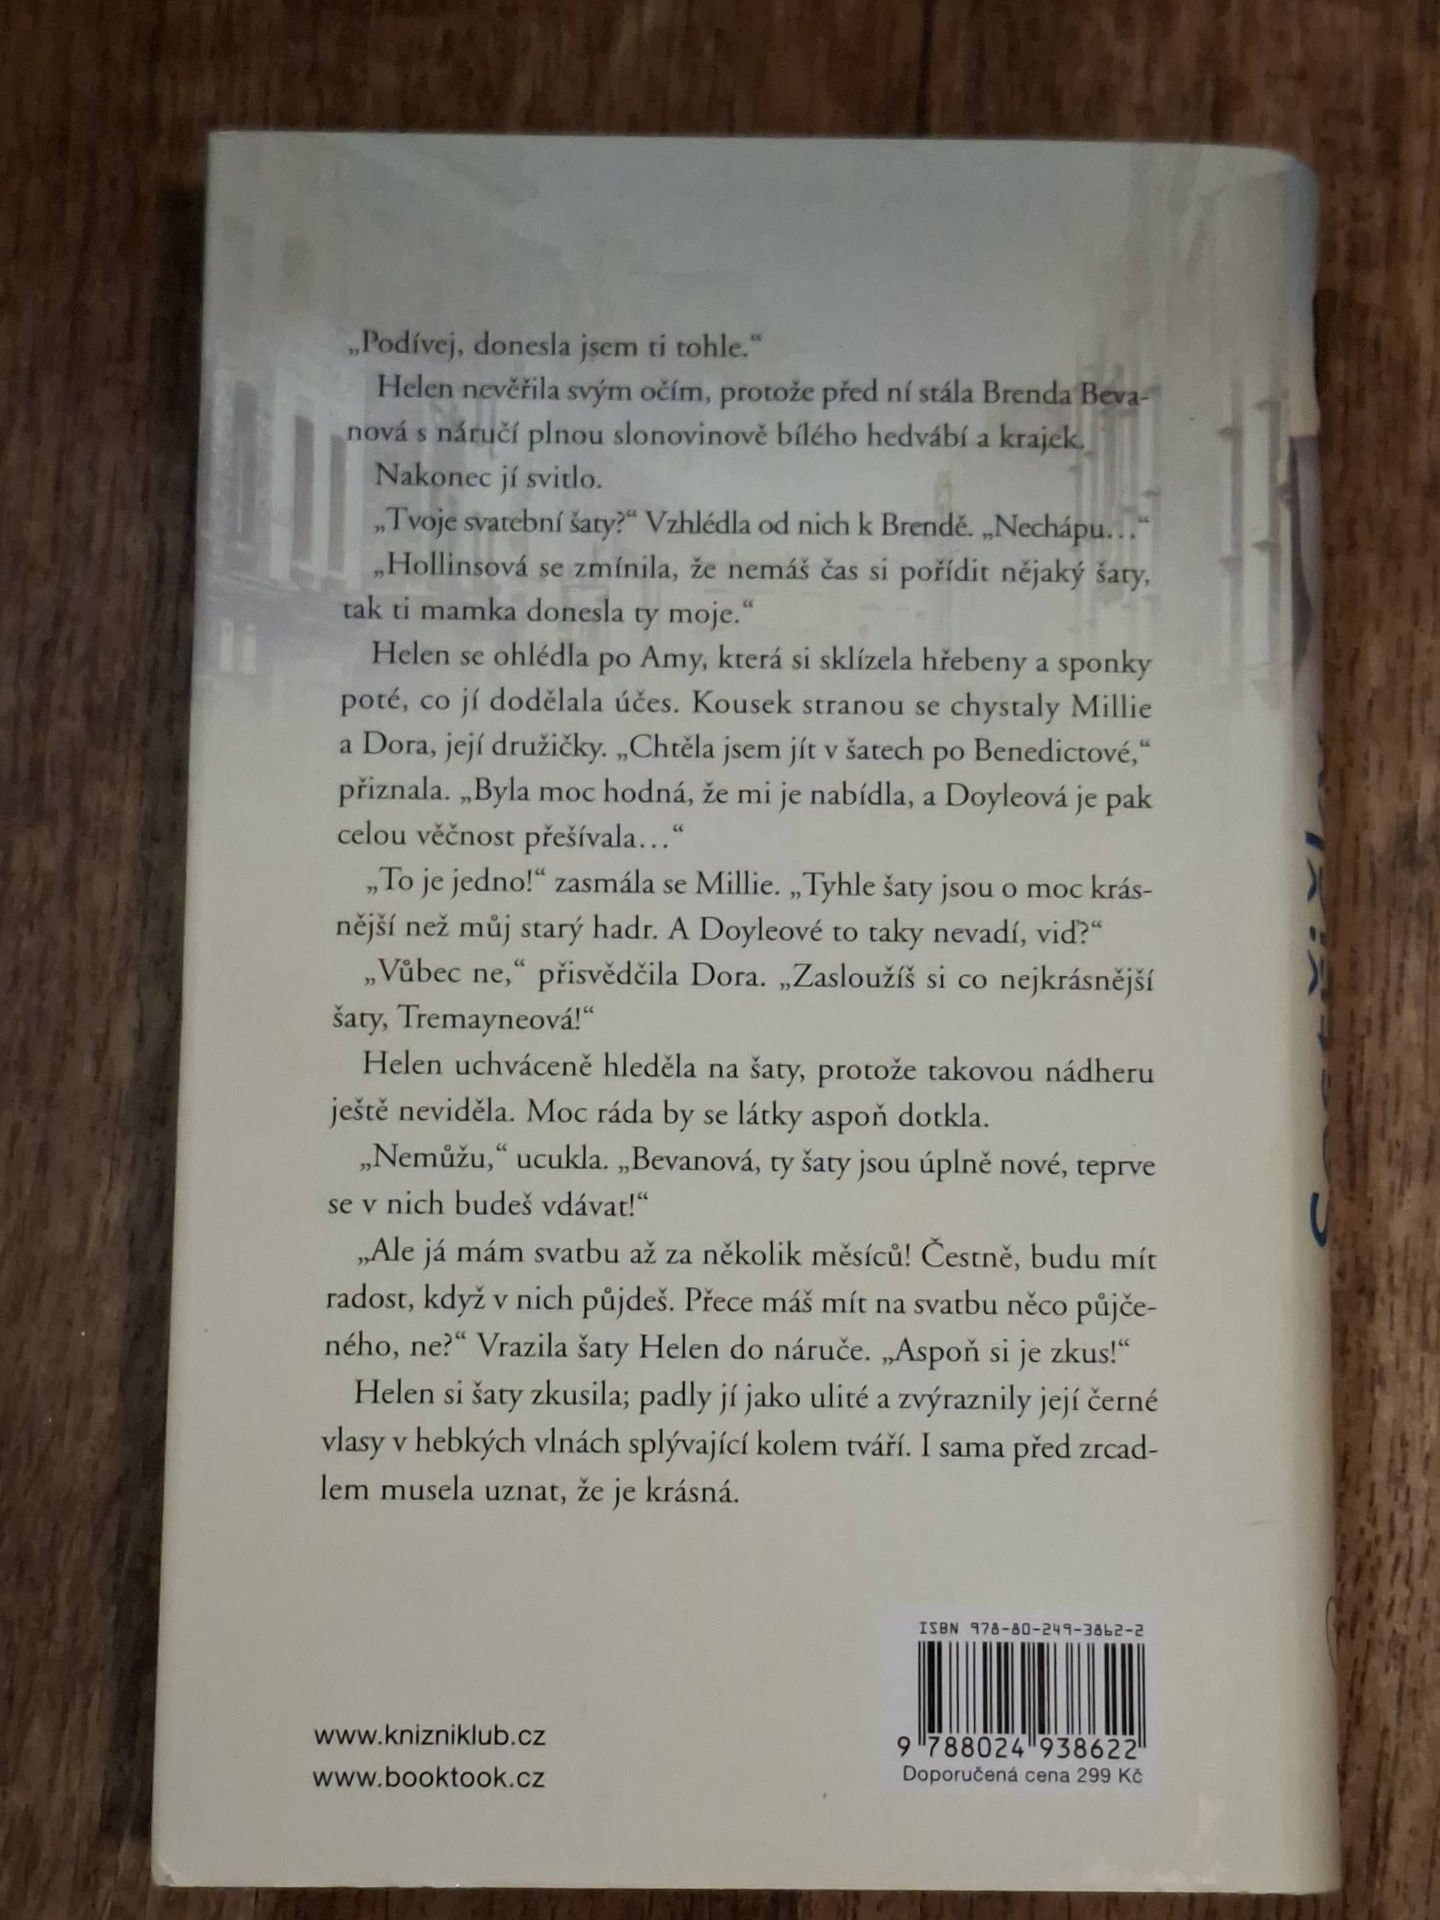 „Podívej, donesla jsem ti tohle.“
Helen nevěřila svým očím, protože před ní stála Brenda Beva-
nová s náručí plnou slonovinově bílého hedvábí a krajek.
Nakonec jí svitlo.
„Tvoje svatební šaty?“ Vzhlédla od nich k Brendě. „Nechápu...“
„Hollinsová se zmínila, že nemáš čas si pořídit nějaký šaty,
tak ti mamka donesla ty moje.“
Helen se ohlédla po Amy, která si sklízela hřebeny a sponky
poté, co jí dodělala účes. Kousek stranou se chystaly Millie
a Dora, její družičky. „Chtěla jsem jít v šatech po Benedictové,“
přiznala. „Byla moc hodná, že mi je nabídla, a Doyleová je pak
celou věčnost přešívala...“
„To je jedno!“ zasmála se Millie. „Tyhle šaty jsou o moc krás-
nější než můj starý hadr. A Doyleové to taky nevadí, viď?“
„Vůbec ne,“ přisvědčila Dora. „Zasloužíš si co nejkrásnější
šaty, Tremayneová!“
Helen uchváceně hleděla na šaty, protože takovou nádheru
ještě neviděla. Moc ráda by se látky aspoň dotkla.
„Nemůžu,“ ucukla. „Bevanová, ty šaty jsou úplně nové, teprve
se v nich budeš vdávat!“
„Ale já mám svatbu až za několik měsíců! Čestně, budu mít
radost, když v nich půjdeš. Přece máš mít na svatbu něco půjče-
ného, ne?“ Vrazila šaty Helen do náruče. „Aspoň si je zkus!“
Helen si šaty zkusila; padly jí jako ulité a zvýraznily její černé
vlasy v hebkých vlnách splývající kolem tváří. I sama před zrcad-
lem musela uznat, že je krásná.
ISBN 978-80-249-3862-2
9 788024 938622
Doporučená cena 299 Kč
www.knizniklub.cz
www.booktook.cz